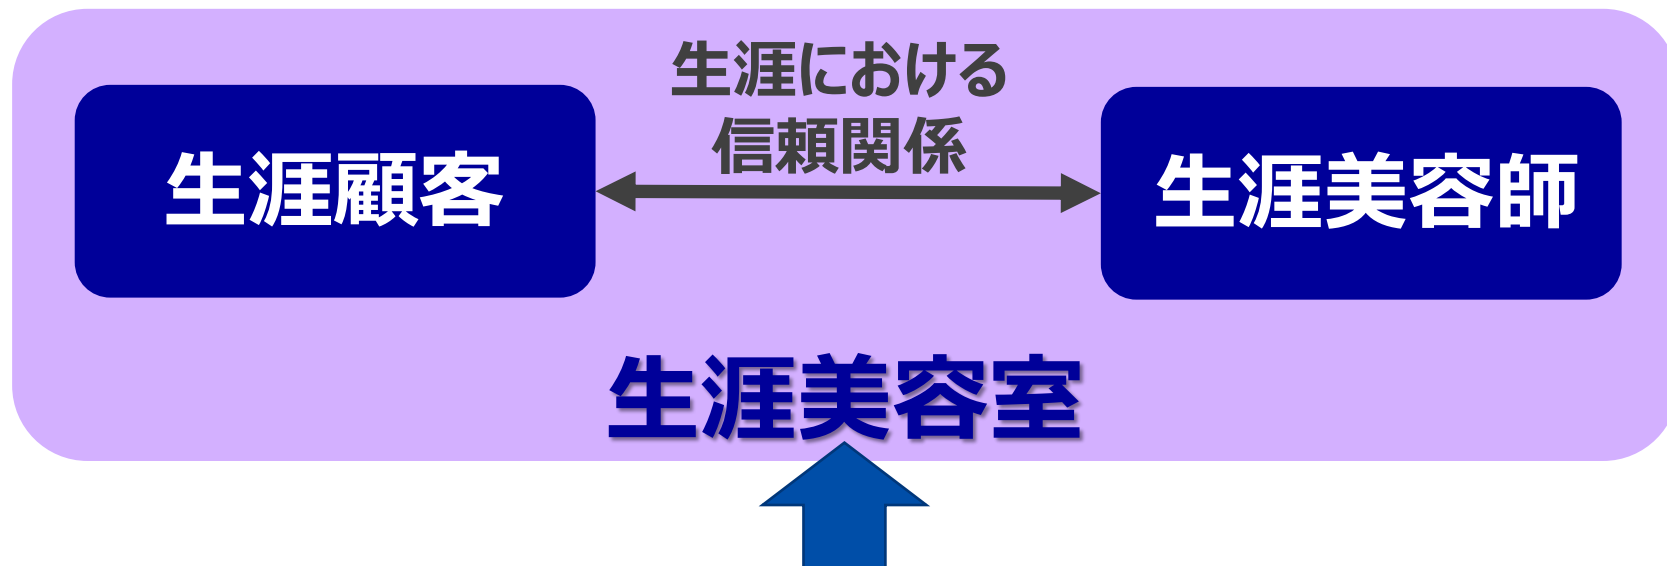 生涯における
信頼関係
生涯顧客
生涯美容師
生涯美容室